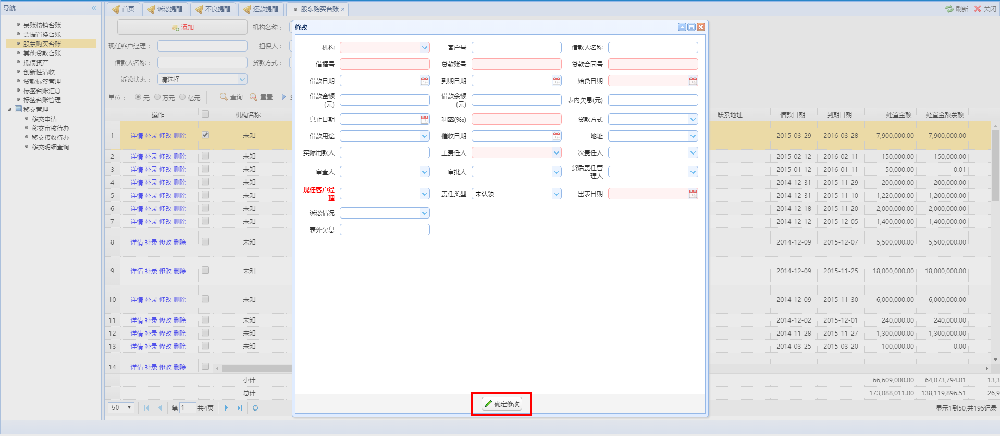 导航
首页 诉讼提醒 不良提醒 还款提醒 股东购买台账
刷新 关闭
呆账核销台账
票据置换台账
股东购买台账
其他贷款台账
抵债资产
创新性清收
贷款标签管理
标签台账汇总
标签台账管理
移交管理
移交申请
移交审核待办
移交接收待办
移交明细查询
添加 机构名称：
现任客户经理： 担保人：
借款人名称： 贷款方式：
诉讼状态： 请选择
单位： 元 万元 亿元 查询 重置
操作 机构名称 联系地址 借款日期 到期日期 处置金额 处置金额余额
1 详情 补录 修改 删除 未知 2015-03-29 2016-03-28 7,900,000.00 7,900,000.00
2 详情 补录 修改 删除 未知 2015-02-12 2016-02-11 150,000.00 150,000.00
3 详情 补录 修改 删除 未知 2015-01-12 2016-01-11 50,000.00 0.01
4 详情 补录 修改 删除 未知 2014-12-31 2015-11-29 200,000.00 200,000.00
5 详情 补录 修改 删除 未知 2014-12-31 2015-11-10 1,220,000.00 1,200,000.00
6 详情 补录 修改 删除 未知 2014-12-18 2015-11-20 2,000,000.00 2,000,000.00
7 详情 补录 修改 删除 未知 2014-12-12 2015-12-05 1,400,000.00 1,400,000.00
8 详情 补录 修改 删除 未知 2014-12-09 2015-12-07 5,500,000.00 5,500,000.00
9 详情 补录 修改 删除 未知 2014-12-09 2015-11-25 18,000,000.00 18,000,000.00
10 详情 补录 修改 删除 未知 2014-12-09 2015-11-30 6,000,000.00 6,000,000.00
11 详情 补录 修改 删除 未知 2014-12-02 2015-12-01 240,000.00 240,000.00
12 详情 补录 修改 删除 未知 2014-11-28 2015-11-27 1,300,000.00 1,300,000.00
13 详情 补录 修改 删除 未知 2014-03-25 2015-03-20 100,000.00 0.00
14 详情 补录 修改 删除
小计 66,609,000.00 64,073,794.01 13,3
总计 173,088,011.00 138,119,896.51 26,9
50 第 1 共4页 显示1到50,共195记录
修改
机构 客户号 借款人名称
借据号 贷款账号 贷款合同号
借款日期 到期日期 始贷日期
借款金额(元) 借款余额(元) 表内欠息(元)
息止日期 利率(‰) 贷款方式
借款用途 催收日期 地址
实际用款人 主责任人 次责任人
审查人 审批人 贷后责任管理人
现任客户经理 责任类型 未认领 出表日期
诉讼情况
表外欠息
确定修改